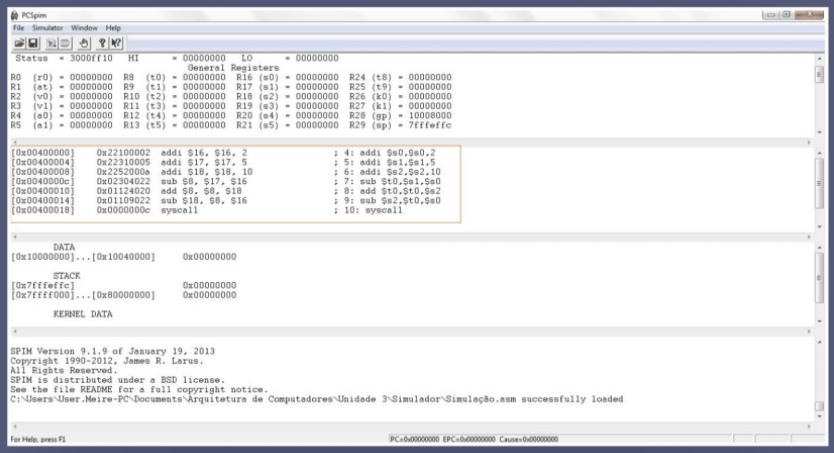 PCSpim
File Simulator Window Help
Status = 3000ff10 HI = 00000000 LO = 00000000
General Registers
R0 (r0) = 00000000 R8 (t0) = 00000000 R16 (s0) = 00000000 R24 (t8) = 00000000
R1 (at) = 00000000 R9 (t1) = 00000000 R17 (s1) = 00000000 R25 (t9) = 00000000
R2 (v0) = 00000000 R10 (t2) = 00000000 R18 (s2) = 00000000 R26 (k0) = 00000000
R3 (v1) = 00000000 R11 (t3) = 00000000 R19 (s3) = 00000000 R27 (k1) = 00000000
R4 (a0) = 00000000 R12 (t4) = 00000000 R20 (s4) = 00000000 R28 (gp) = 10008000
R5 (a1) = 00000000 R13 (t5) = 00000000 R21 (s5) = 00000000 R29 (sp) = 7fffeffc
[0x00400000] 0x22100002 addi $16, $16, 2 ; 4: addi $s0,$s0,2
[0x00400004] 0x22310005 addi $17, $17, 5 ; 5: addi $s1,$s1,5
[0x00400008] 0x2252000a addi $18, $18, 10 ; 6: addi $s2,$s2,10
[0x0040000c] 0x02304022 sub $8, $17, $16 ; 7: sub $t0,$s1,$s0
[0x00400010] 0x01124020 add $8, $8, $18 ; 8: add $t0,$t0,$s2
[0x00400014] 0x01109022 sub $18, $8, $16 ; 9: sub $s2,$t0,$s0
[0x00400018] 0x0000000c syscall ; 10: syscall
DATA
[0x10000000]...[0x10040000] 0x00000000
STACK
[0x7fffeffc] 0x00000000
[0x7ffff000]...[0x80000000] 0x00000000
KERNEL DATA
SPIM Version 9.1.9 of January 19, 2013
Copyright 1990-2012, James R. Larus.
All Rights Reserved.
SPIM is distributed under a BSD license.
See the file README for a full copyright notice.
C:\Users\User.Meire-PC\Documents\Arquitetura de Computadores\Unidade 3\Simulador\Simulação.asm successfully loaded
For Help, press F1
PC=0x00000000 EPC=0x00000000 Cause=0x00000000